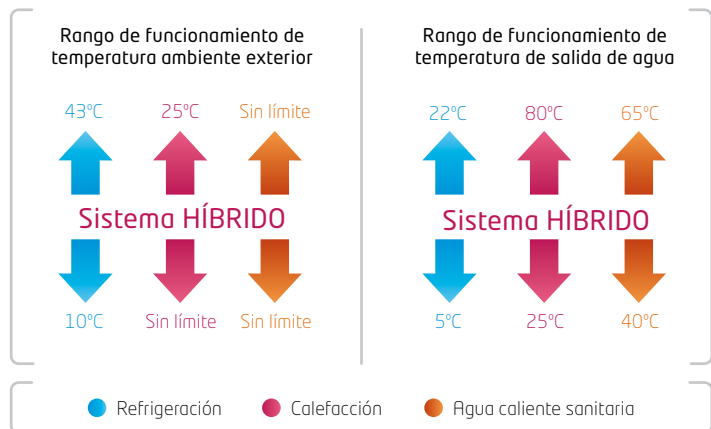 Rango de funcionamiento de
temperatura ambiente exterior
43ºC 25ºC Sin límite
Sistema HÍBRIDO
10ºC Sin límite Sin límite
Rango de funcionamiento de
temperatura de salida de agua
22ºC 80ºC 65ºC
Sistema HÍBRIDO
5ºC 25ºC 40ºC
Refrigeración Calefacción Agua caliente sanitaria